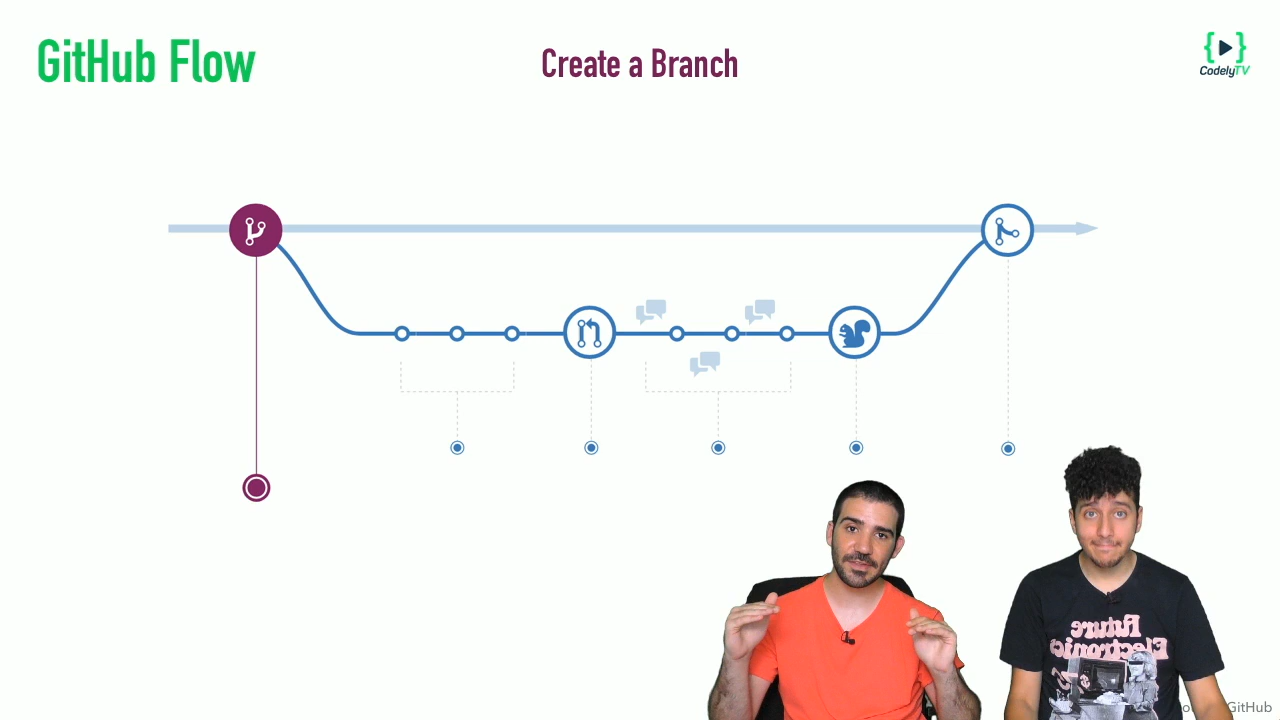 GitHub Flow
Create a Branch
CodelyTV
Future
Electronics
GitHub